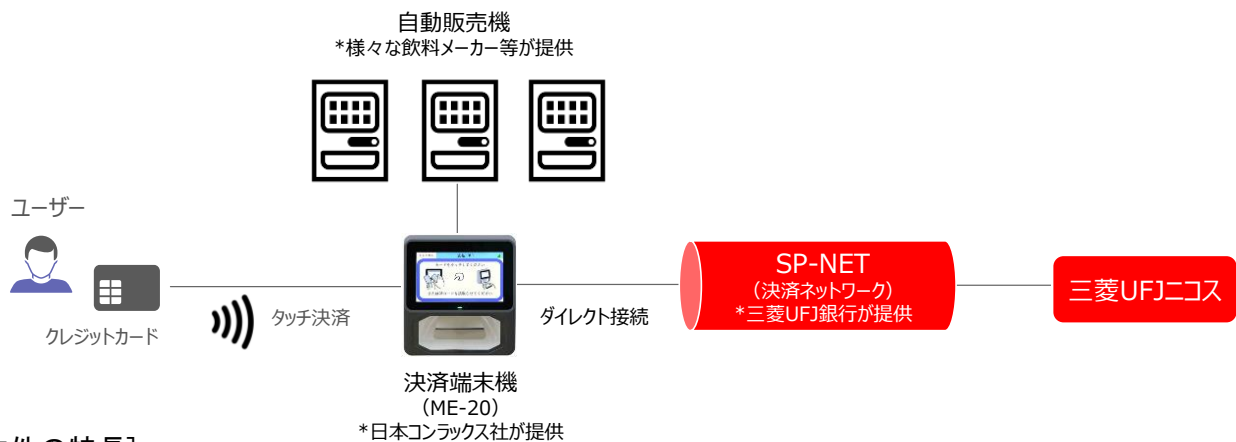 自動販売機
*様々な飲料メーカー等が提供
ユーザー
クレジットカード
タッチ決済
ダイレクト接続
決済端末機
(ME-20)
*日本コンラックス社が提供
SP-NET
(決済ネットワーク)
*三菱UFJ銀行が提供
三菱UFJニコス